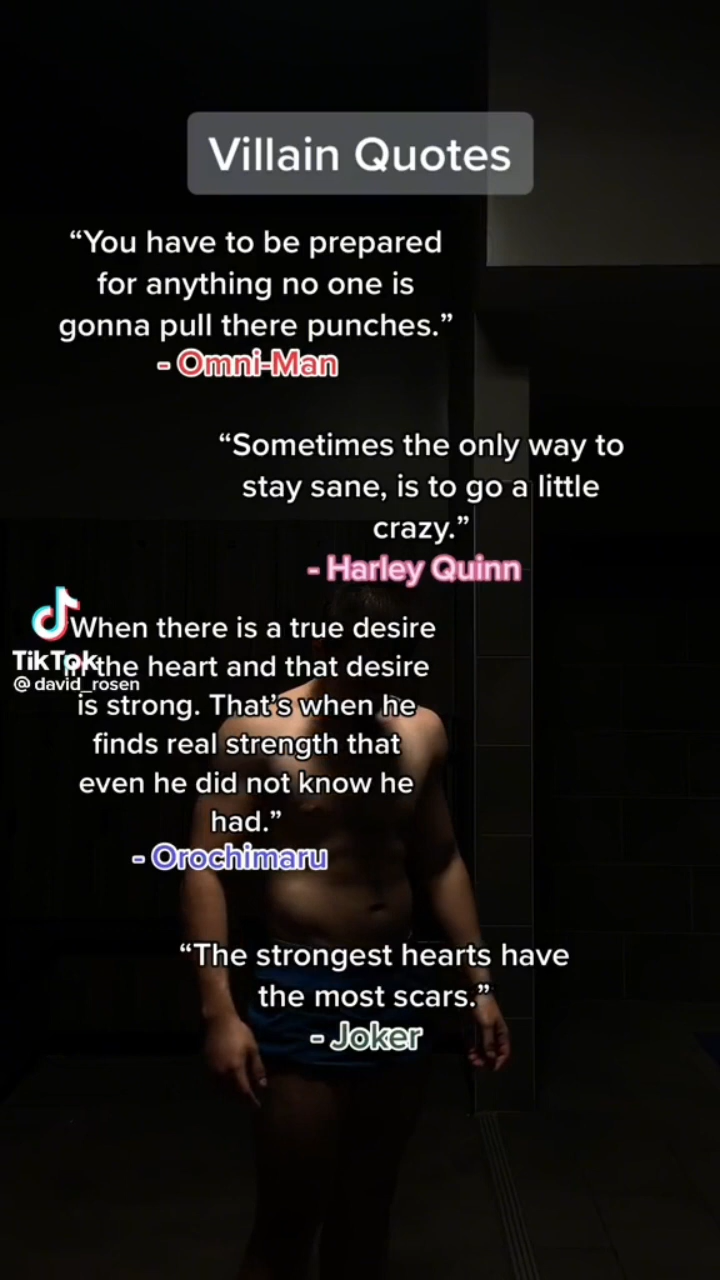 Villain Quotes
“You have to be prepared
for anything no one is
gonna pull there punches.”
- Omni-Man
“Sometimes the only way to
stay sane, is to go a little
crazy.”
- Harley Quinn
When there is a true desire
in the heart and that desire
is strong. That’s when he
finds real strength that
even he did not know he
had.”
- Orochimaru
TikTok
@david_rosen
“The strongest hearts have
the most scars.”
- Joker